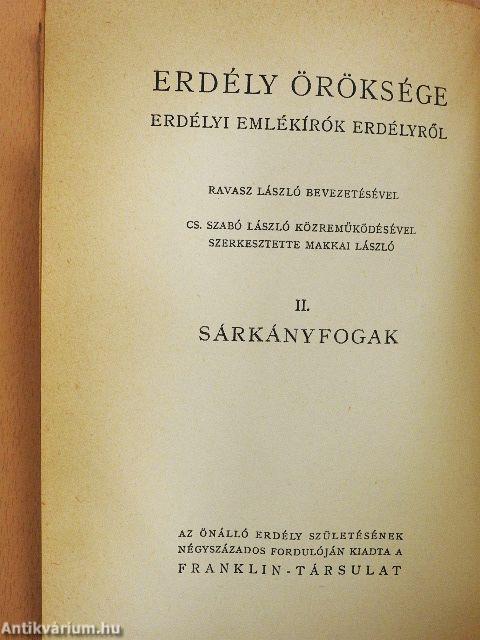 ERDÉLY ÖRÖKSÉGE
ERDÉLYI EMLÉKÍRÓK ERDÉLYRŐL
RAVASZ LÁSZLÓ BEVEZETÉSÉVEL
CS. SZABÓ LÁSZLÓ KÖZREMŰKÖDÉSÉVEL
SZERKESZTETTE MAKKAI LÁSZLÓ
II.
SÁRKÁNYFOGAK
AZ ÖNÁLLÓ ERDÉLY SZÜLETÉSÉNEK
NÉGYSZÁZADOS FORDULÓJÁN KIADTA A
FRANKLIN-TÁRSULAT
Antikvárium.hu